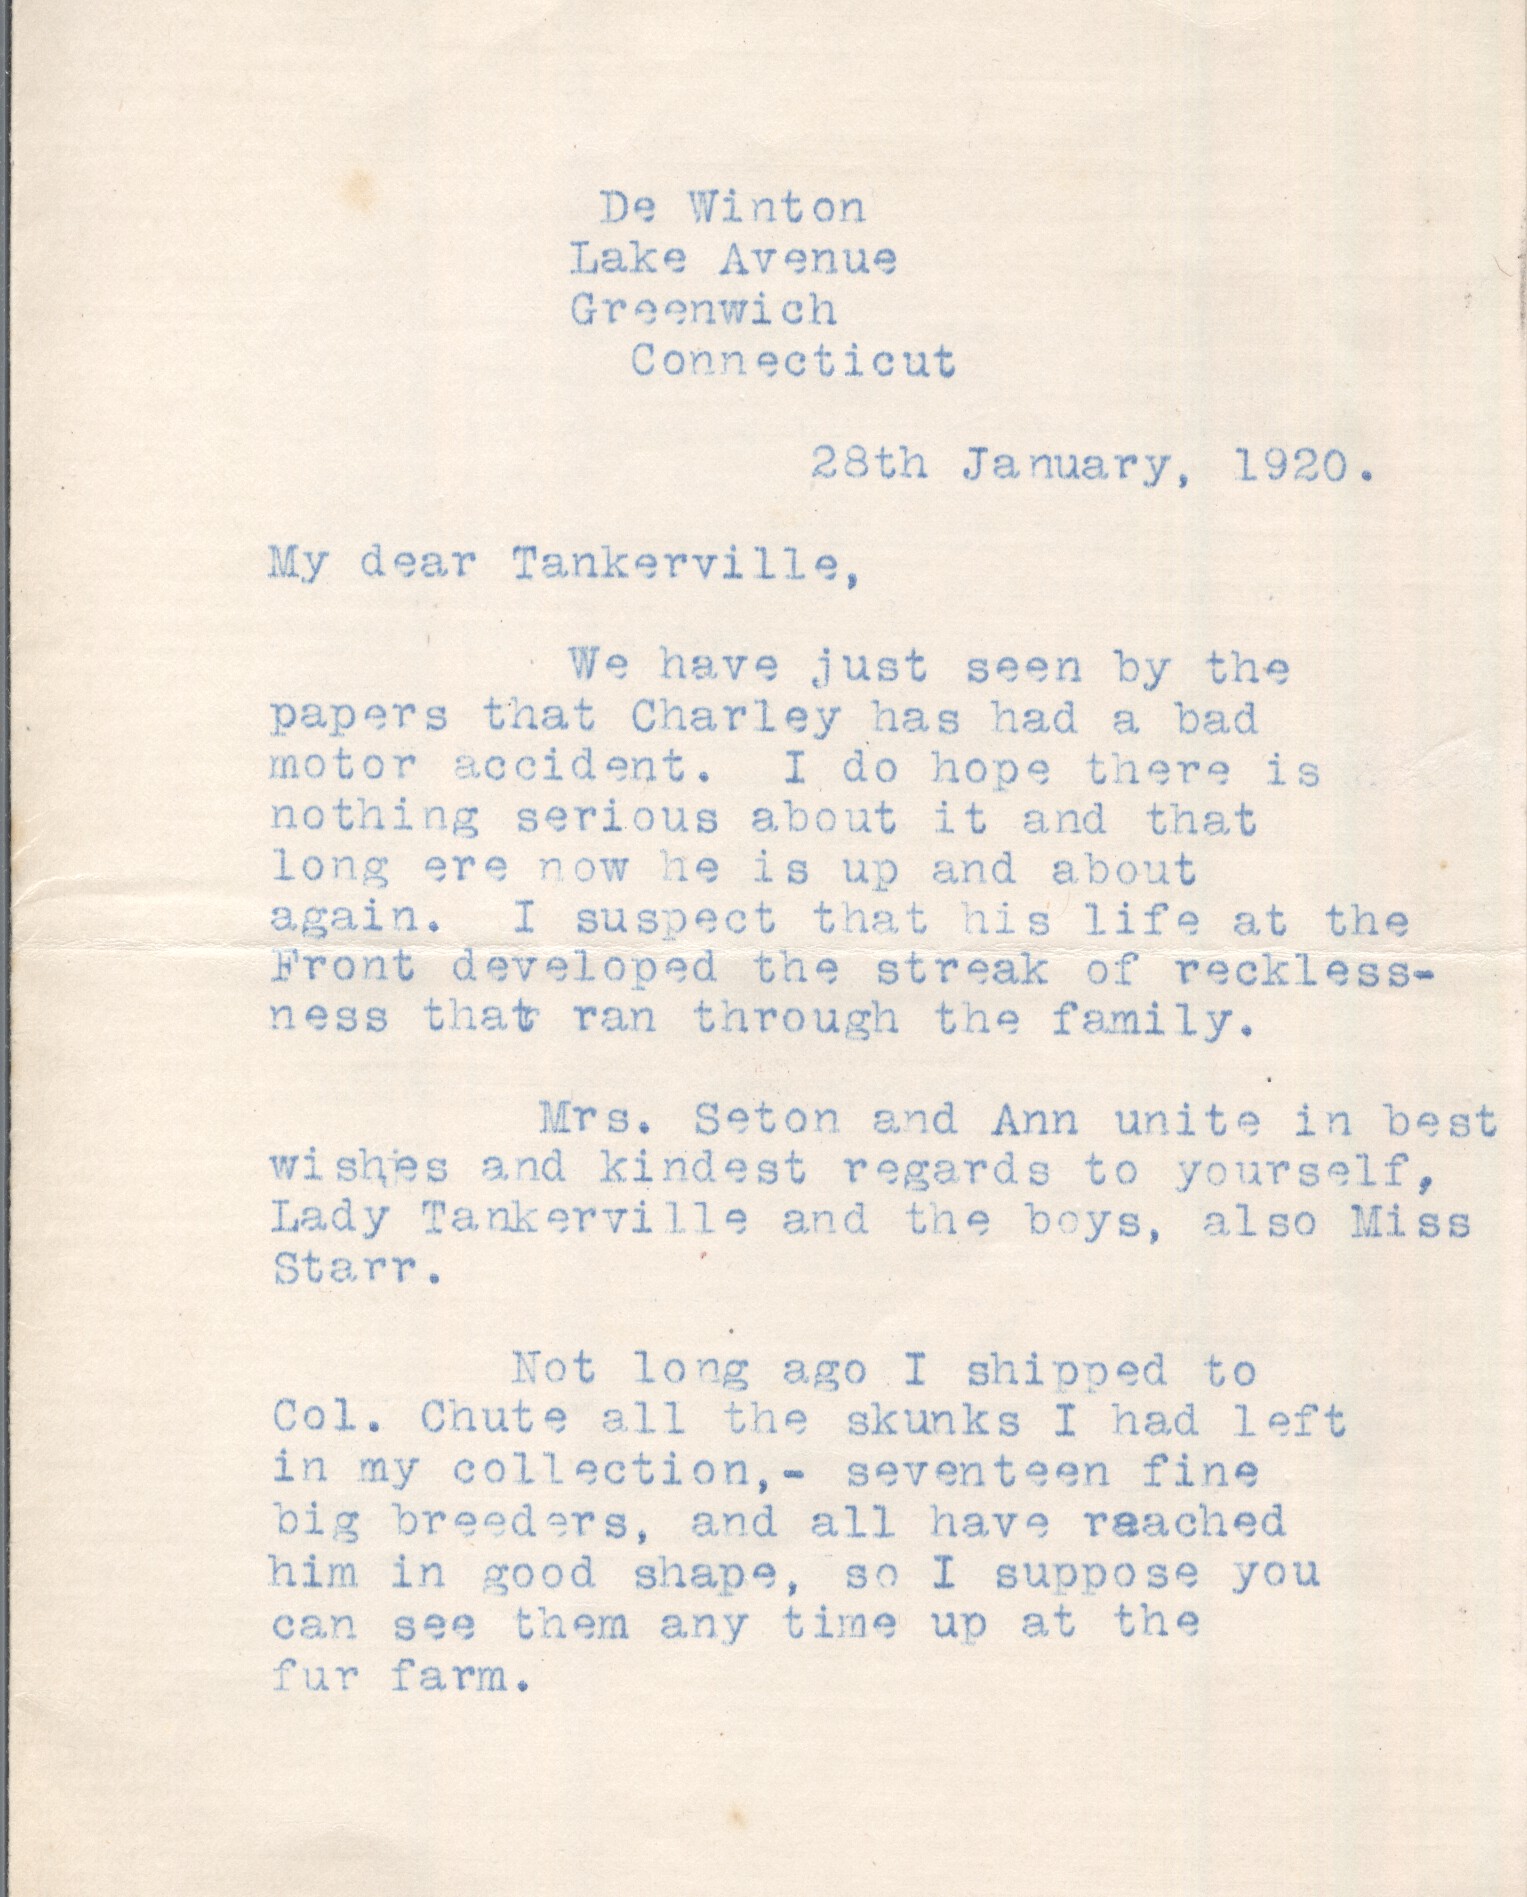 De Winton
Lake Avenue
Greenwich
Connecticut
28th January, 1920.
My dear Tankerville,
We have just seen by the
papers that Charley has had a bad
motor accident. I do hope there is
nothing serious about it and that
long ere now he is up and about
again. I suspect that his life at the
Front developed the streak of reckless-
ness that ran through the family.
Mrs. Seton and Ann unite in best
wishes and kindest regards to yourself,
Lady Tankerville and the boys, also Miss
Starr.
Not long ago I shipped to
Col. Chute all the skunks I had left
in my collection,- seventeen fine
big breeders, and all have reached
him in good shape, so I suppose you
can see them any time up at the
fur farm.